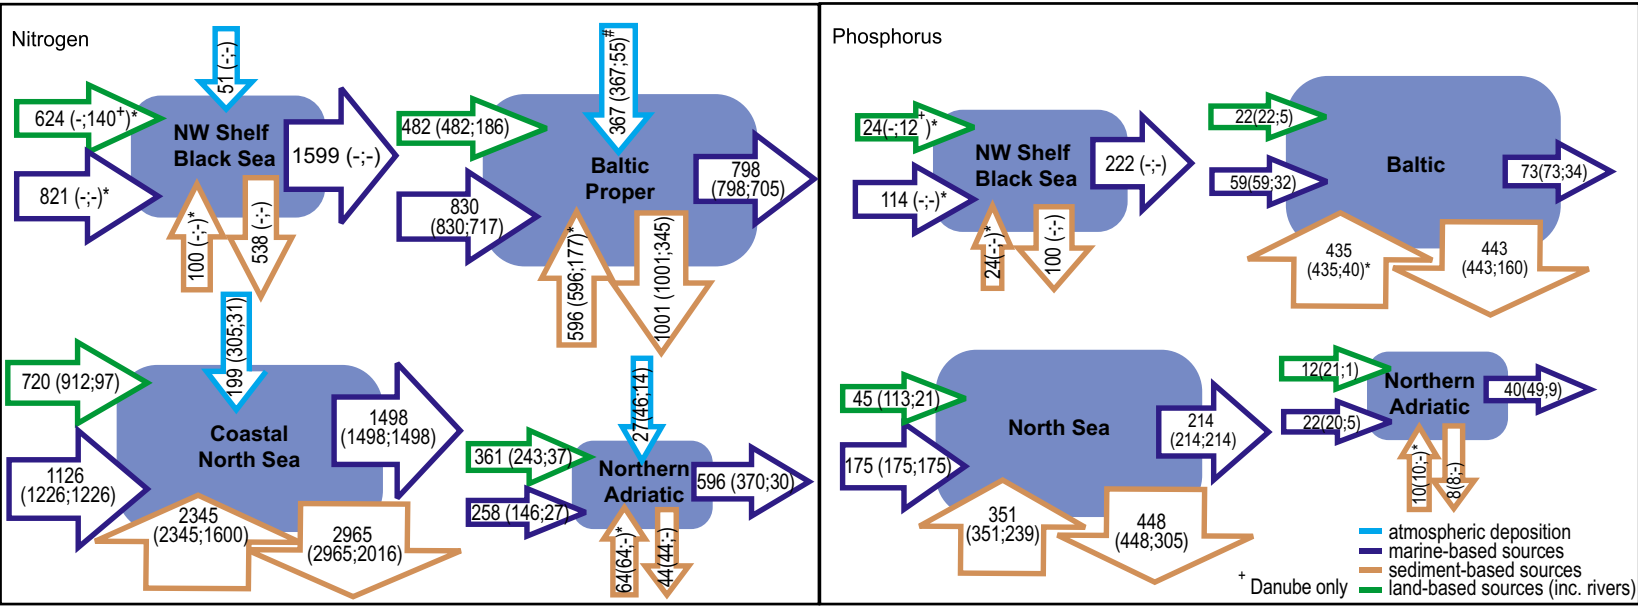 Nitrogen
51 (-;-)
624 (-;140+)*
821 (-;-)*
NW Shelf
Black Sea
1599 (-;-)
100 (-;-)*
538 (-;-)
367 (367;55)#
482 (482;186)
830
(830;717)
Baltic
Proper
798
(798;705)
596 (596;177)*
1001 (1001;345)
199 (305;31)
720 (912;97)
1126
(1226;1226)
Coastal
North Sea
1498
(1498;1498)
2345
(2345;1600)
2965
(2965;2016)
27(46;14)
361 (243;37)
258 (146;27)
Northern
Adriatic
596 (370;30)
64(64;-)*
44(44;-)
Phosphorus
24(-;12+)*
114 (-;-)*
NW Shelf
Black Sea
222 (-;-)
24(-;-)*
100 (-;-)
22(22;5)
59(59;32)
Baltic
73(73;34)
435
(435;40)*
443
(443;160)
45 (113;21)
175 (175;175)
North Sea
214
(214;214)
351
(351;239)
448
(448;305)
12(21;1)
22(20;5)
Northern
Adriatic
40(49;9)
10(10;-)*
8(8;-)
+ Danube only
atmospheric deposition
marine-based sources
sediment-based sources
land-based sources (inc. rivers)